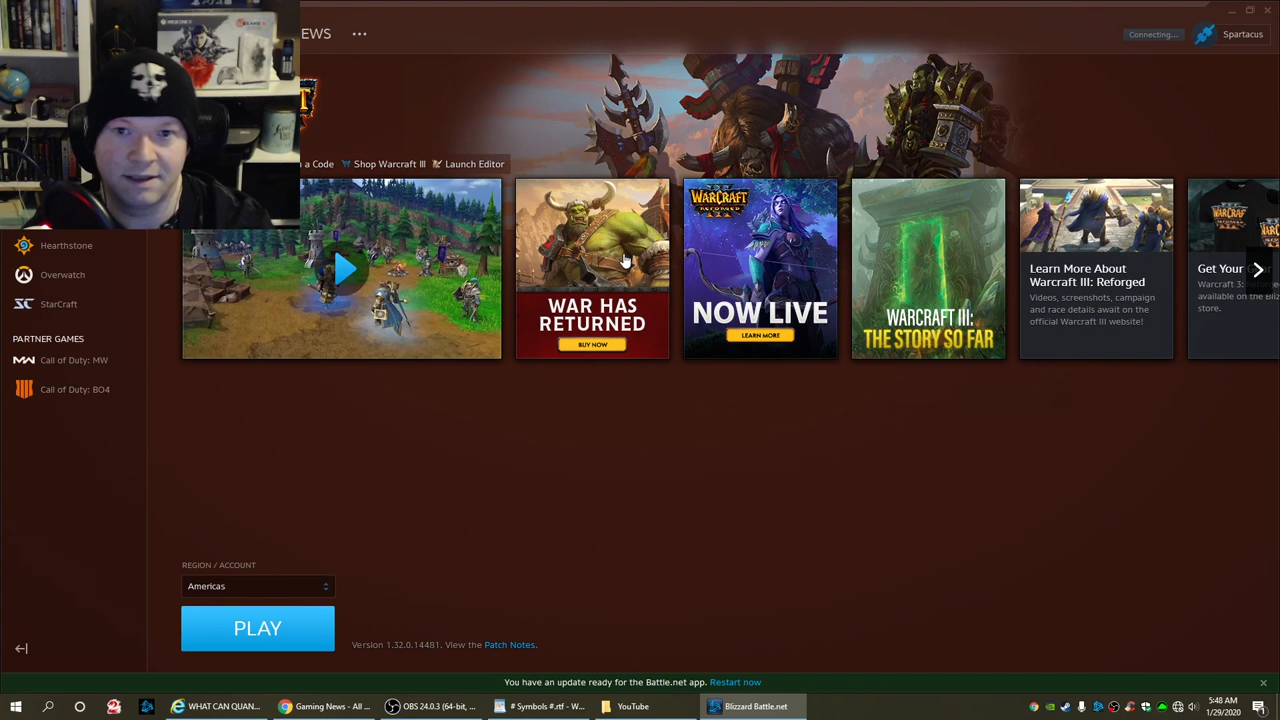 EWS
Connecting...
Spartacus
n a Code
Shop Warcraft III
Launch Editor
WAR HAS
RETURNED
BUY NOW
WARCRAFT
REFORGED
NOW LIVE
LEARN MORE
WARCRAFT III:
THE STORY SO FAR
Learn More About
Warcraft III: Reforged
Videos, screenshots, campaign
and race details await on the
official Warcraft III website!
Get Your
Warcraft 3:
available on the Bliz
store.
Hearthstone
Overwatch
StarCraft
PARTNER GAMES
Call of Duty: MW
Call of Duty: BO4
REGION / ACCOUNT
Americas
PLAY
Version 1.32.0.14481. View the Patch Notes.
You have an update ready for the Battle.net app. Restart now
WHAT CAN QUAN...
Gaming News - All ...
OBS 24.0.3 (64-bit, ...
# Symbols #.rtf - W...
YouTube
Blizzard Battle.net
5:48 AM
1/29/2020